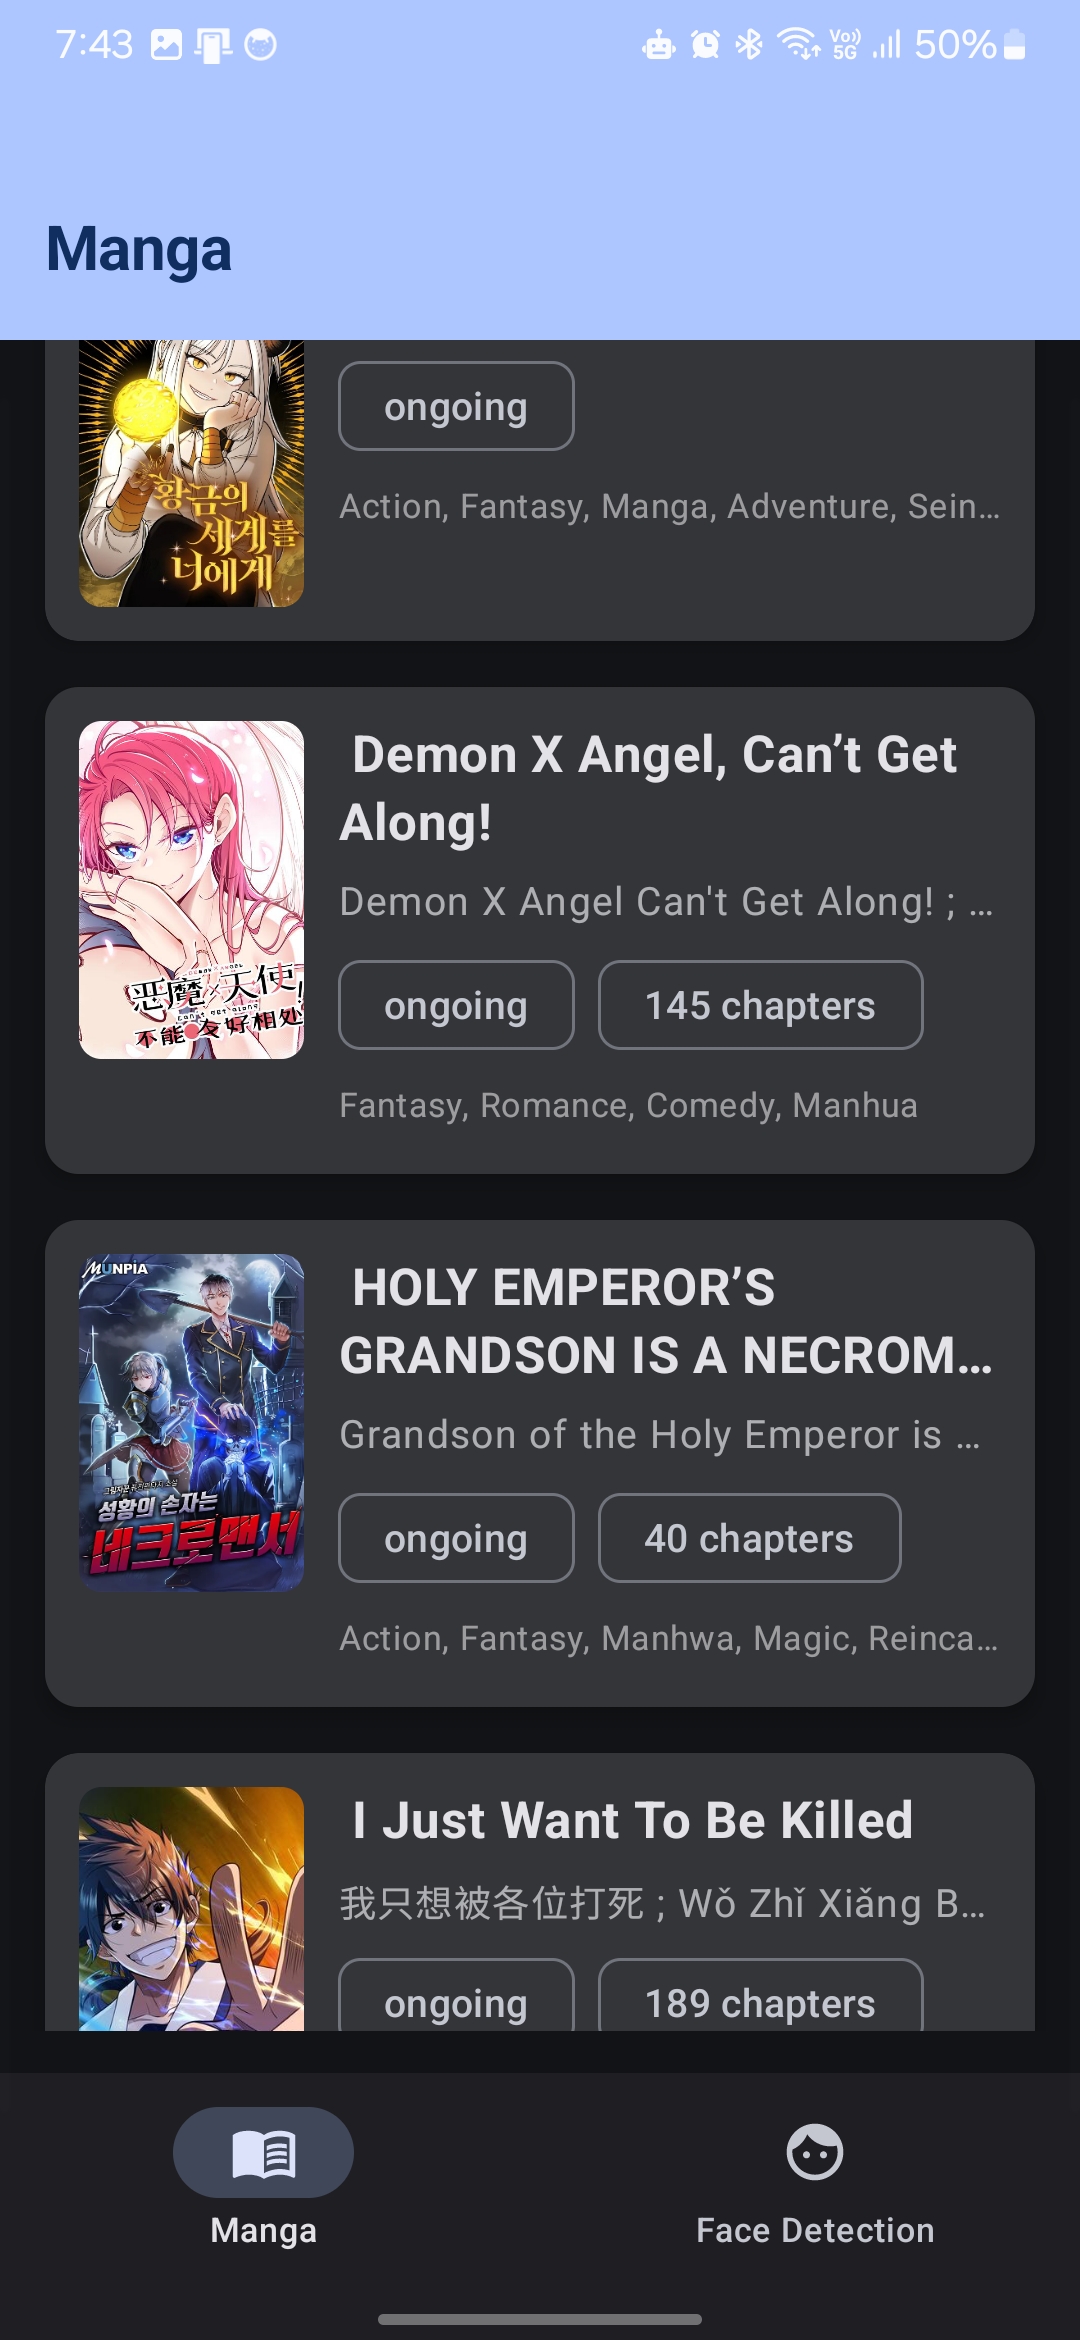 7:43
Vo))
5G
50%
Manga
황금의
세계를
너에게
ongoing
Action, Fantasy, Manga, Adventure, Sein...
恶魔×天使!
can't get along
不能友好相处
Demon X Angel, Can’t Get
Along!
Demon X Angel Can't Get Along! ; ...
ongoing
145 chapters
Fantasy, Romance, Comedy, Manhua
MUNPIA
성황의 손자는
네크로맨서
HOLY EMPEROR’S
GRANDSON IS A NECROM...
Grandson of the Holy Emperor is ...
ongoing
40 chapters
Action, Fantasy, Manhwa, Magic, Reinca...
I Just Want To Be Killed
我只想被各位打死 ; Wǒ Zhǐ Xiǎng B...
ongoing
189 chapters
Manga
Face Detection